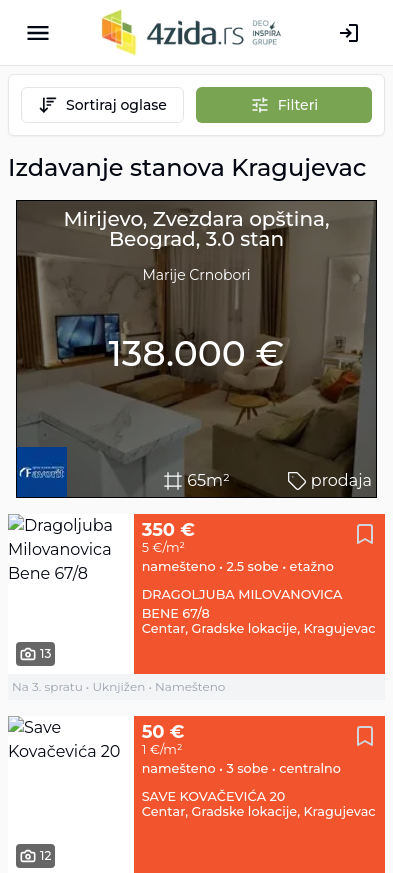 4zida.rs
DEO
INSPIRA
GRUPE
Sortiraj oglase
Filteri
Izdavanje stanova Kragujevac
Mirijevo, Zvezdara opština,
Beograd, 3.0 stan
Marije Crnobori
138.000 €
Favorit
65m²
prodaja
Dragoljuba
Milovanovica
Bene 67/8
13
350 €
5 €/m²
namešteno • 2.5 sobe • etažno
DRAGOLJUBA MILOVANOVICA
BENE 67/8
Centar, Gradske lokacije, Kragujevac
Na 3. spratu • Uknjižen • Namešteno
Save
Kovačevića 20
12
50 €
1 €/m²
namešteno • 3 sobe • centralno
SAVE KOVAČEVIĆA 20
Centar, Gradske lokacije, Kragujevac